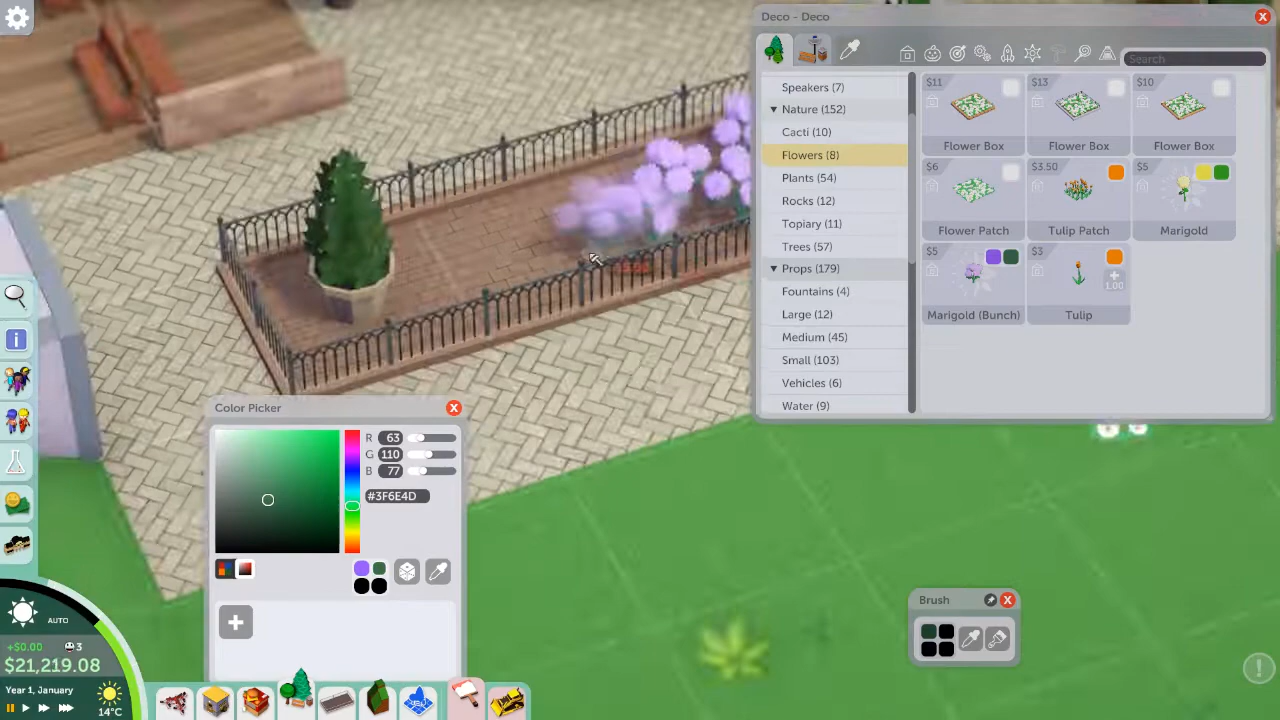 Deco - Deco
Search
Speakers (7)
Nature (152)
Cacti (10)
Flowers (8)
Plants (54)
Rocks (12)
Topiary (11)
Trees (57)
Props (179)
Fountains (4)
Large (12)
Medium (45)
Small (103)
Vehicles (6)
Water (9)
$11
$13
$10
Flower Box
Flower Box
Flower Box
$6
$3.50
$5
Flower Patch
Tulip Patch
Marigold
$5
$3
1.00
Marigold (Bunch)
Tulip
Color Picker
R 63
G 110
B 77
#3F6E4D
Brush
AUTO
+$0.00
3
$21,219.08
Year 1, January
14°C